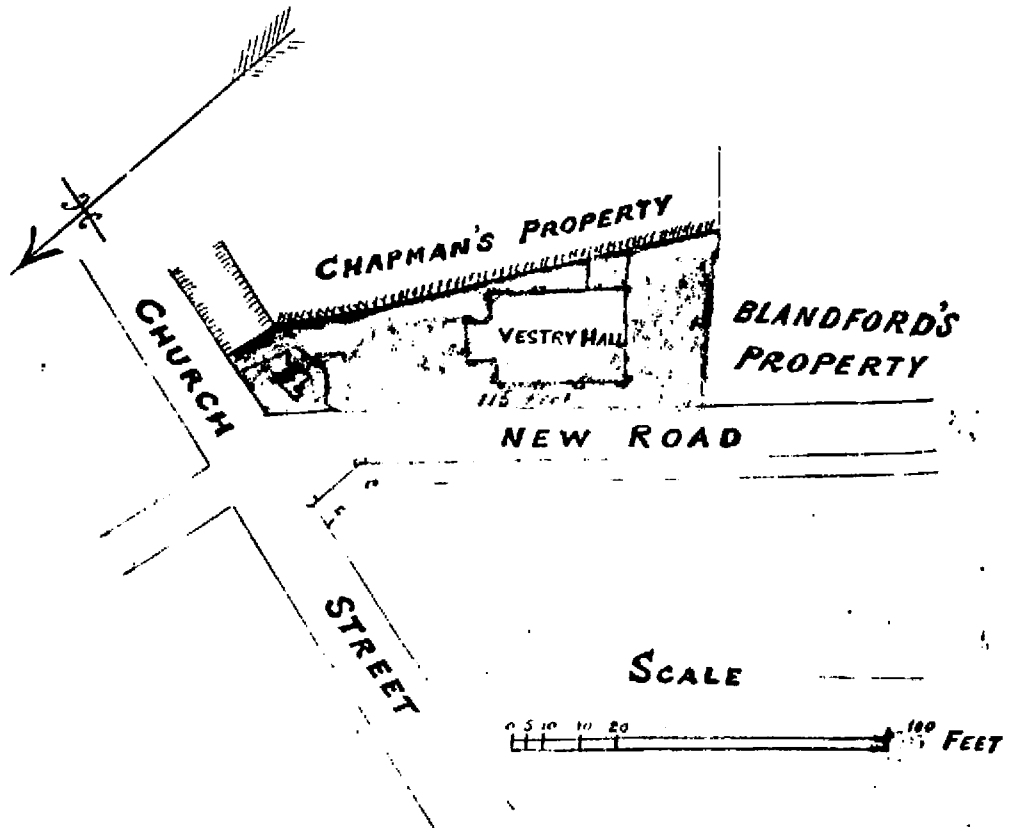 CHAPMAN'S PROPERTY
CHURCH
VESTRY HALL
BLANDFORD'S
PROPERTY
115 Feet
NEW ROAD
STREET
SCALE
0 5 10 10 20 100 FEET